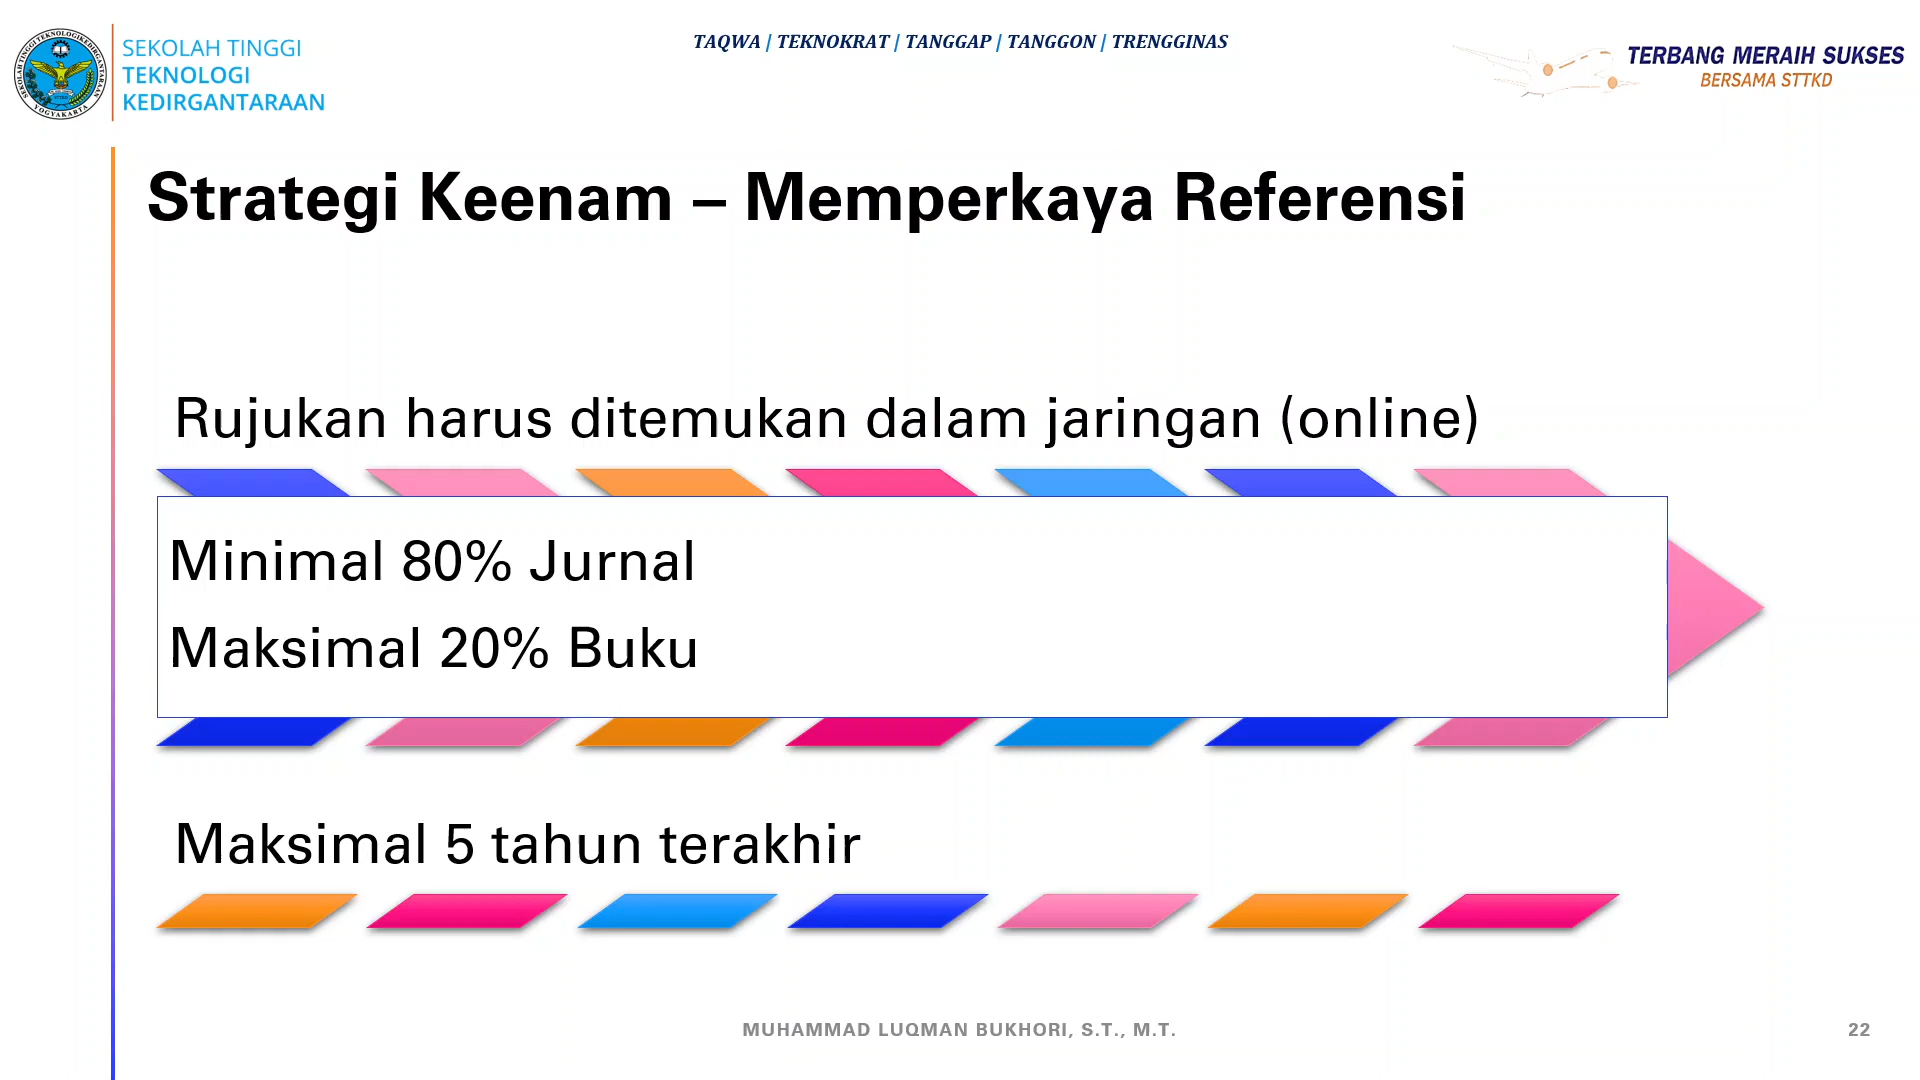 SEKOLAH TINGGI
TEKNOLOGI
KEDIRGANTARAAN
TAQWA | TEKNOKRAT | TANGGAP | TANGGON | TRENGGINAS
TERBANG MERAIH SUKSES
BERSAMA STTKD
Strategi Keenam – Memperkaya Referensi
Rujukan harus ditemukan dalam jaringan (online)
Minimal 80% Jurnal
Maksimal 20% Buku
Maksimal 5 tahun terakhir
MUHAMMAD LUQMAN BUKHORI, S.T., M.T.
22